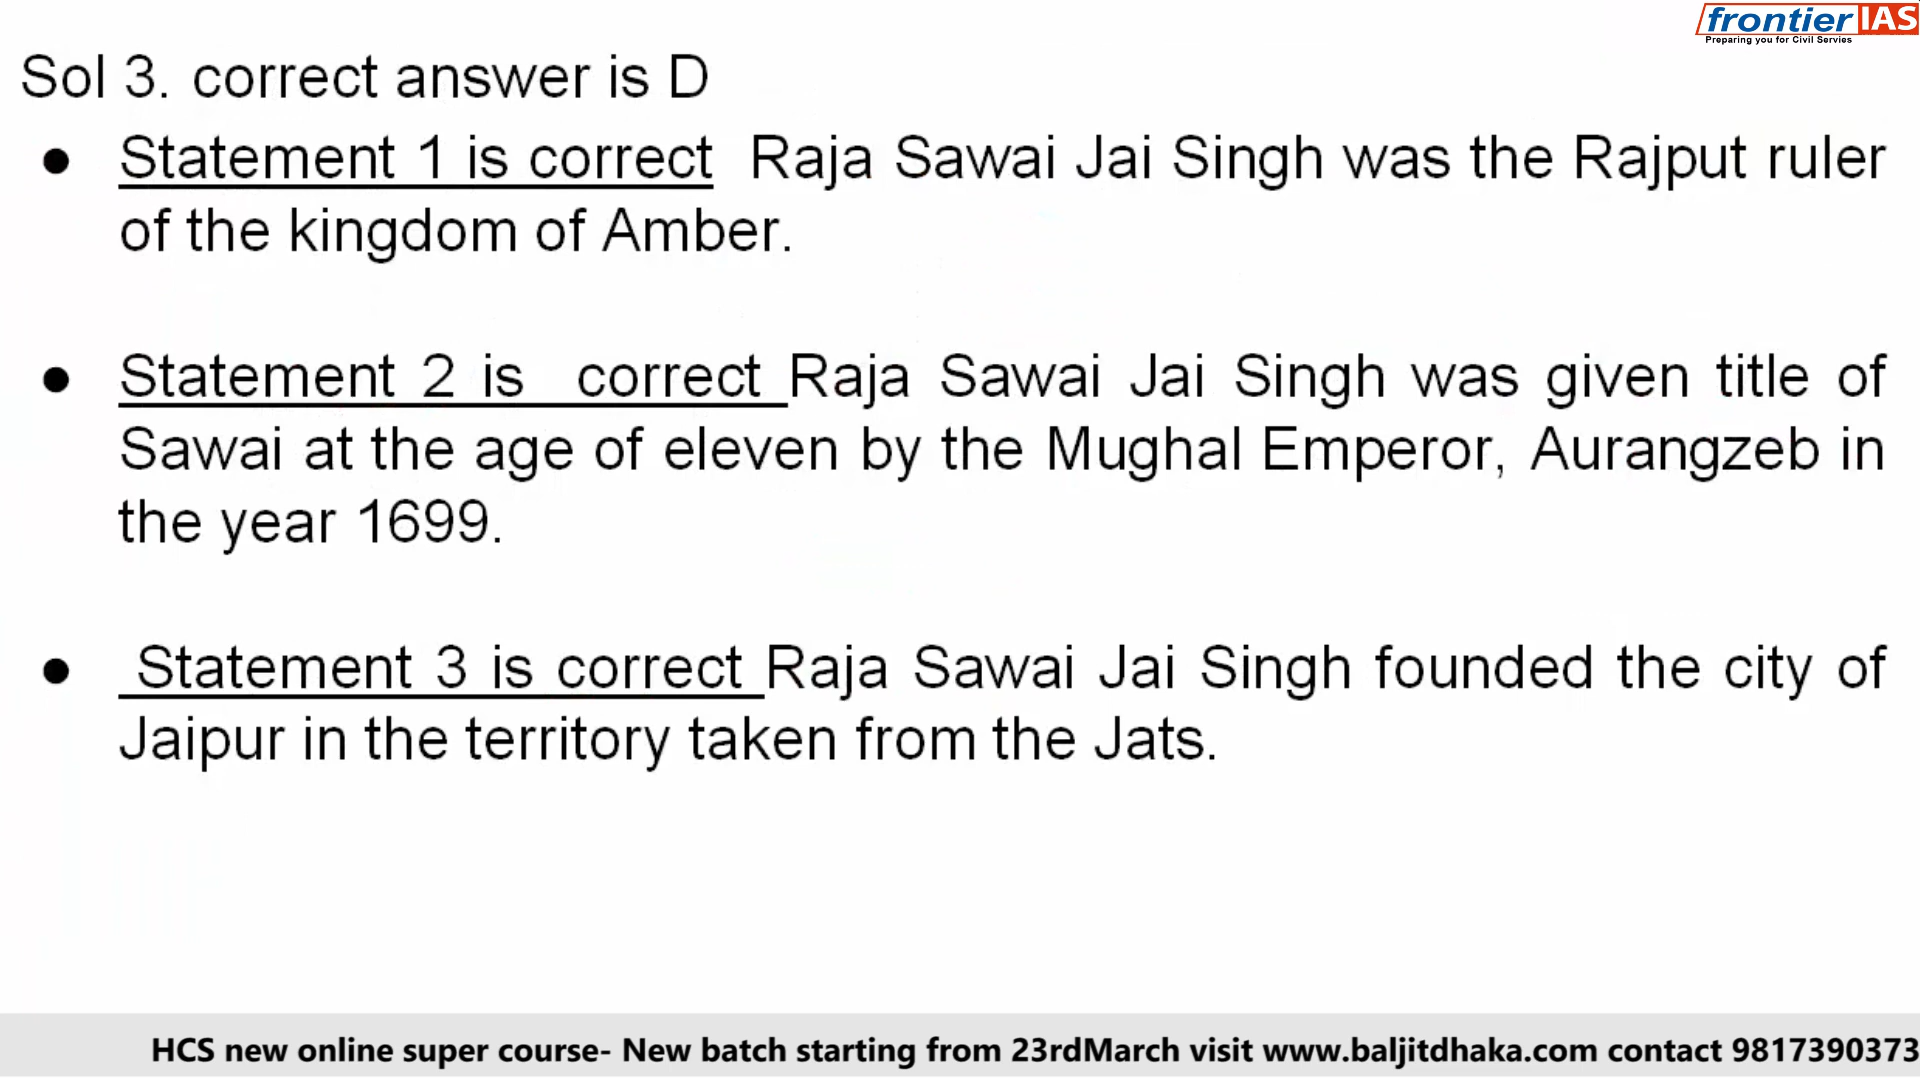 frontier IAS
Preparing you for Civil Servies
Sol 3. correct answer is D
● Statement 1 is correct Raja Sawai Jai Singh was the Rajput ruler
of the kingdom of Amber.
● Statement 2 is correct Raja Sawai Jai Singh was given title of
Sawai at the age of eleven by the Mughal Emperor, Aurangzeb in
the year 1699.
● Statement 3 is correct Raja Sawai Jai Singh founded the city of
Jaipur in the territory taken from the Jats.
HCS new online super course- New batch starting from 23rdMarch visit www.baljitdhaka.com contact 9817390373